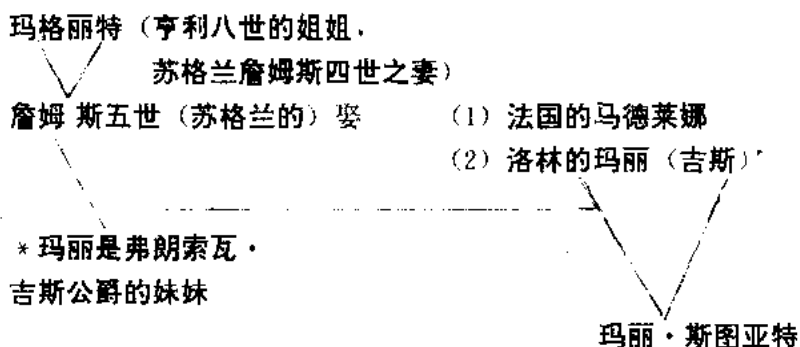 玛格丽特（亨利八世的姐姐，
苏格兰詹姆斯四世之妻）
詹姆 斯五世（苏格兰的）娶 （1）法国的马德莱娜
（2）洛林的玛丽（吉斯）*
*玛丽是弗朗索瓦·
吉斯公爵的妹妹
玛丽·斯图亚特